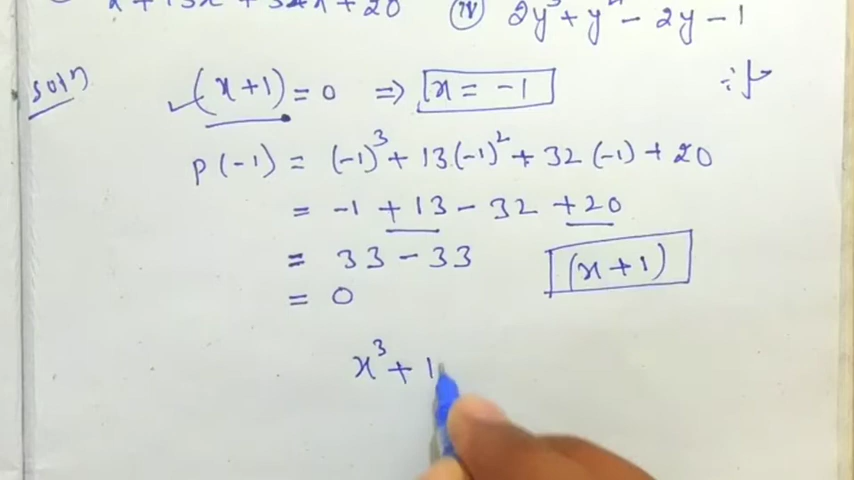 + 20 (iv) 2y³ + y² - 2y - 1
Solⁿ (x+1) = 0 ⇒ x = -1
p(-1) = (-1)³ + 13(-1)² + 32(-1) + 20
= -1 + 13 - 32 + 20
= 33 - 33 (x+1)
= 0
x³ + 1